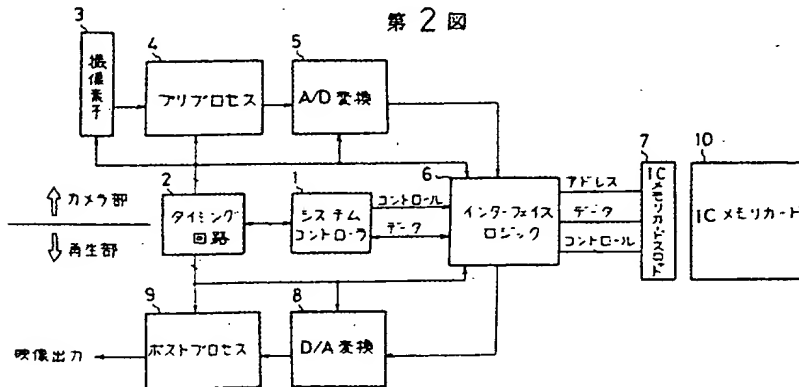 第2図
3
撮像素子
4
プリプロセス
5
A/D変換
2
タイミング
回路
1
システム
コントローラ
コントロール
データ
6
インターフェイス
ロジック
アドレス
データ
コントロール
7
ICメモリカードスロット
10
ICメモリカード
カメラ部
再生部
9
ポストプロセス
8
D/A変換
映像出力